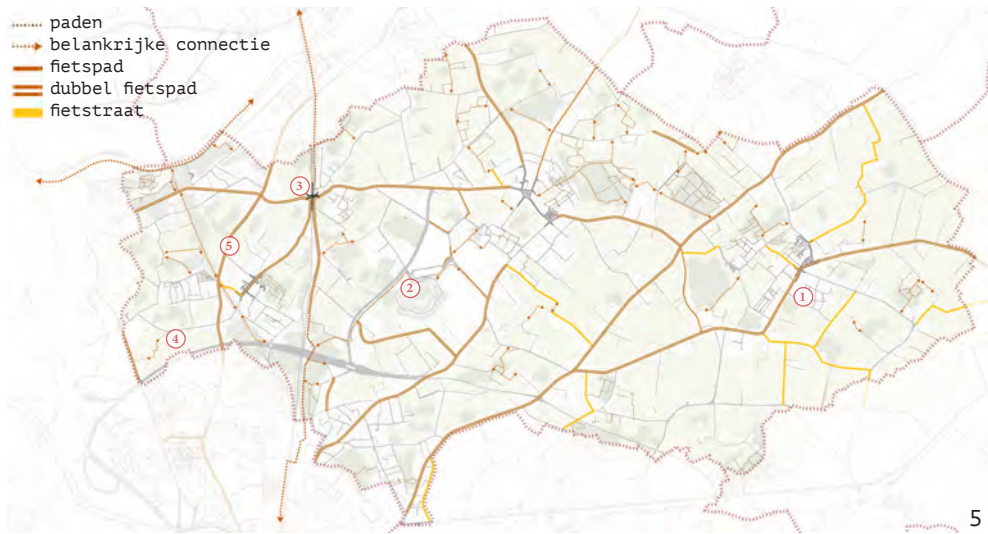 paden
belankrijke connectie
fietspad
dubbel fietspad
fietstraat
3
5
2
1
4
5